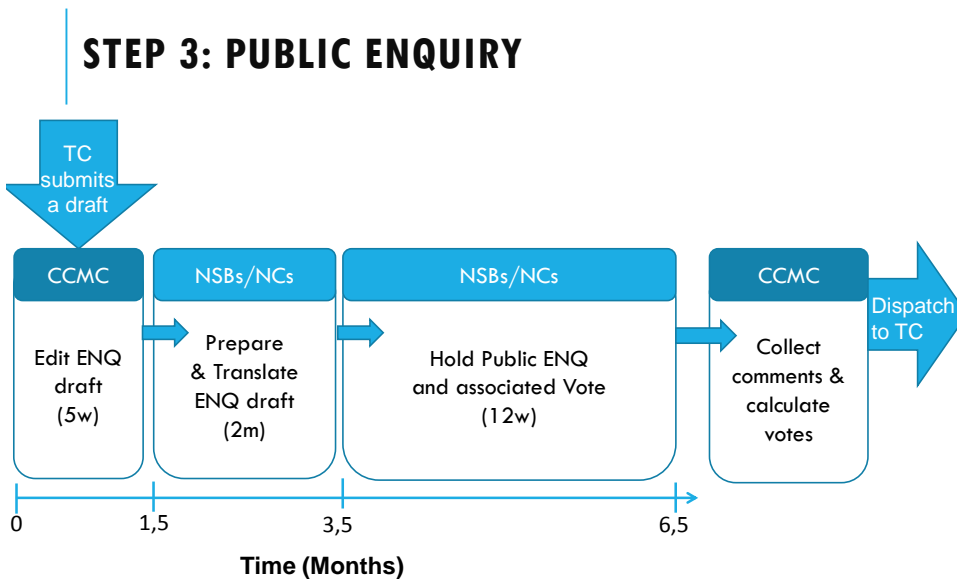 STEP 3: PUBLIC ENQUIRY
TC
submits
a draft
CCMC
Edit ENQ
draft
(5w)
NSBs/NCs
Prepare
& Translate
ENQ draft
(2m)
NSBs/NCs
Hold Public ENQ
and associated Vote
(12w)
CCMC
Collect
comments &
calculate
votes
Dispatch
to TC
0
1,5
3,5
6,5
Time (Months)